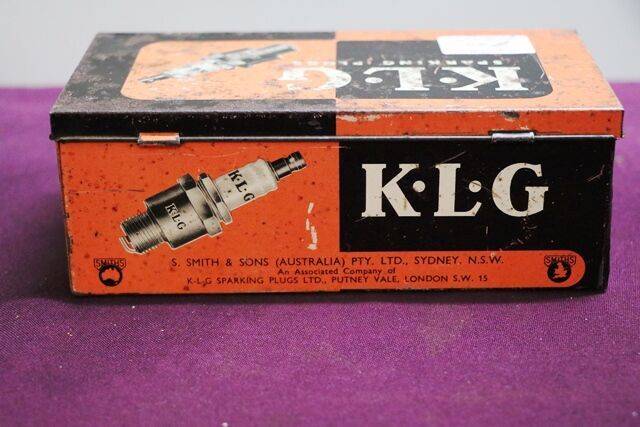 K·L·G
SPARKING PLUGS
K.L.G
K.L.G
K·L·G
SMITHS
S. SMITH & SONS (AUSTRALIA) PTY. LTD., SYDNEY. N.S.W.
An Associated Company of
K-L-G SPARKING PLUGS LTD., PUTNEY VALE, LONDON S.W. 15
SMITHS